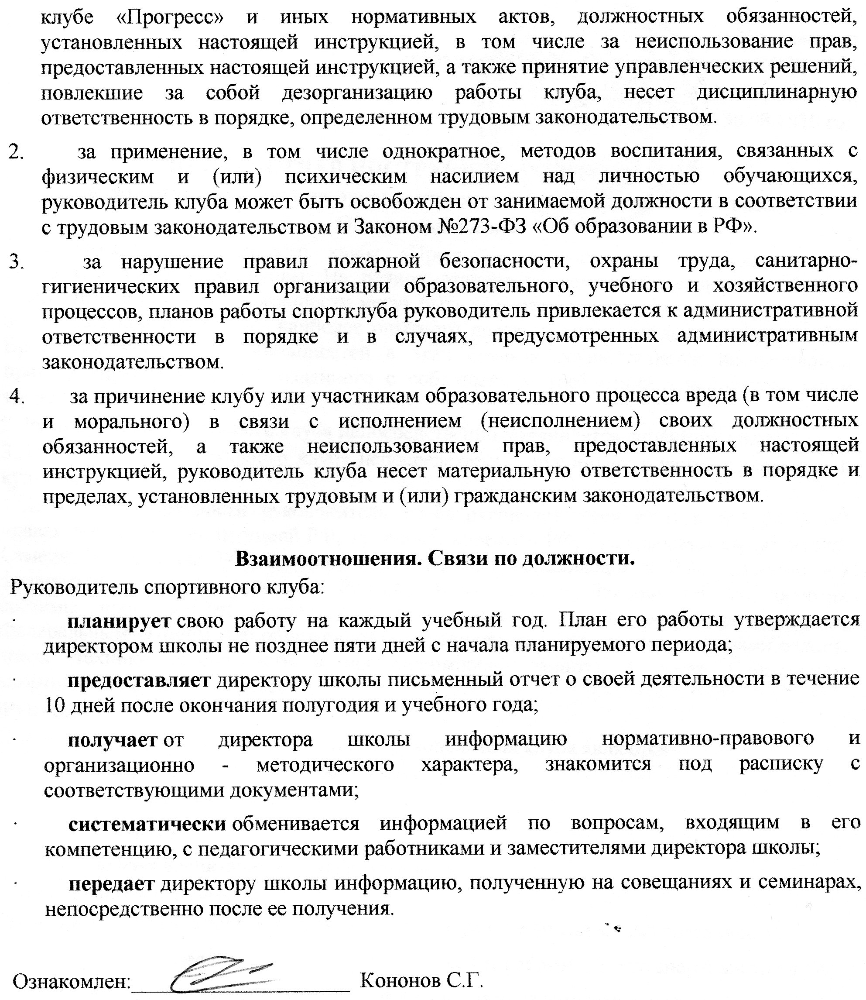 клубе «Прогресс» и иных нормативных актов, должностных обязанностей,
установленных настоящей инструкцией, в том числе за неиспользование прав,
предоставленных настоящей инструкцией, а также принятие управленческих решений,
повлекшие за собой дезорганизацию работы клуба, несет дисциплинарную
ответственность в порядке, определенном трудовым законодательством.
2. за применение, в том числе однократное, методов воспитания, связанных с
физическим и (или) психическим насилием над личностью обучающихся,
руководитель клуба может быть освобожден от занимаемой должности в соответствии
с трудовым законодательством и Законом №273-ФЗ «Об образовании в РФ».
3. за нарушение правил пожарной безопасности, охраны труда, санитарно-
гигиенических правил организации образовательного, учебного и хозяйственного
процессов, планов работы спортклуба руководитель привлекается к административной
ответственности в порядке и в случаях, предусмотренных административным
законодательством.
4. за причинение клубу или участникам образовательного процесса вреда (в том числе
и морального) в связи с исполнением (неисполнением) своих должностных
обязанностей, а также неиспользованием прав, предоставленных настоящей
инструкцией, руководитель клуба несет материальную ответственность в порядке и
пределах, установленных трудовым и (или) гражданским законодательством.
Взаимоотношения. Связи по должности.
Руководитель спортивного клуба:
· планирует свою работу на каждый учебный год. План его работы утверждается
директором школы не позднее пяти дней с начала планируемого периода;
· предоставляет директору школы письменный отчет о своей деятельности в течение
10 дней после окончания полугодия и учебного года;
· получает от директора школы информацию нормативно-правового и
организационно - методического характера, знакомится под расписку с
соответствующими документами;
· систематически обменивается информацией по вопросам, входящим в его
компетенцию, с педагогическими работниками и заместителями директора школы;
· передает директору школы информацию, полученную на совещаниях и семинарах,
непосредственно после ее получения.
Ознакомлен: Кононов С.Г.